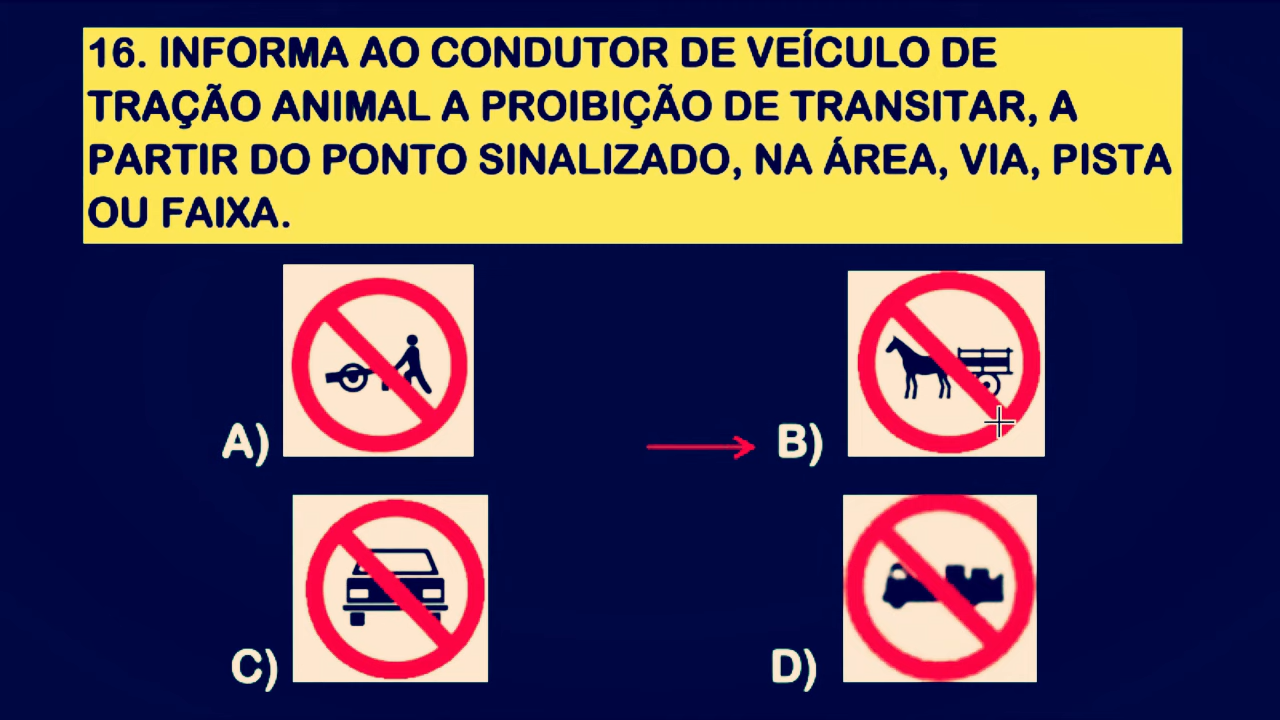 16. INFORMA AO CONDUTOR DE VEÍCULO DE
TRAÇÃO ANIMAL A PROIBIÇÃO DE TRANSITAR, A
PARTIR DO PONTO SINALIZADO, NA ÁREA, VIA, PISTA
OU FAIXA.
A)
B)
C)
D)